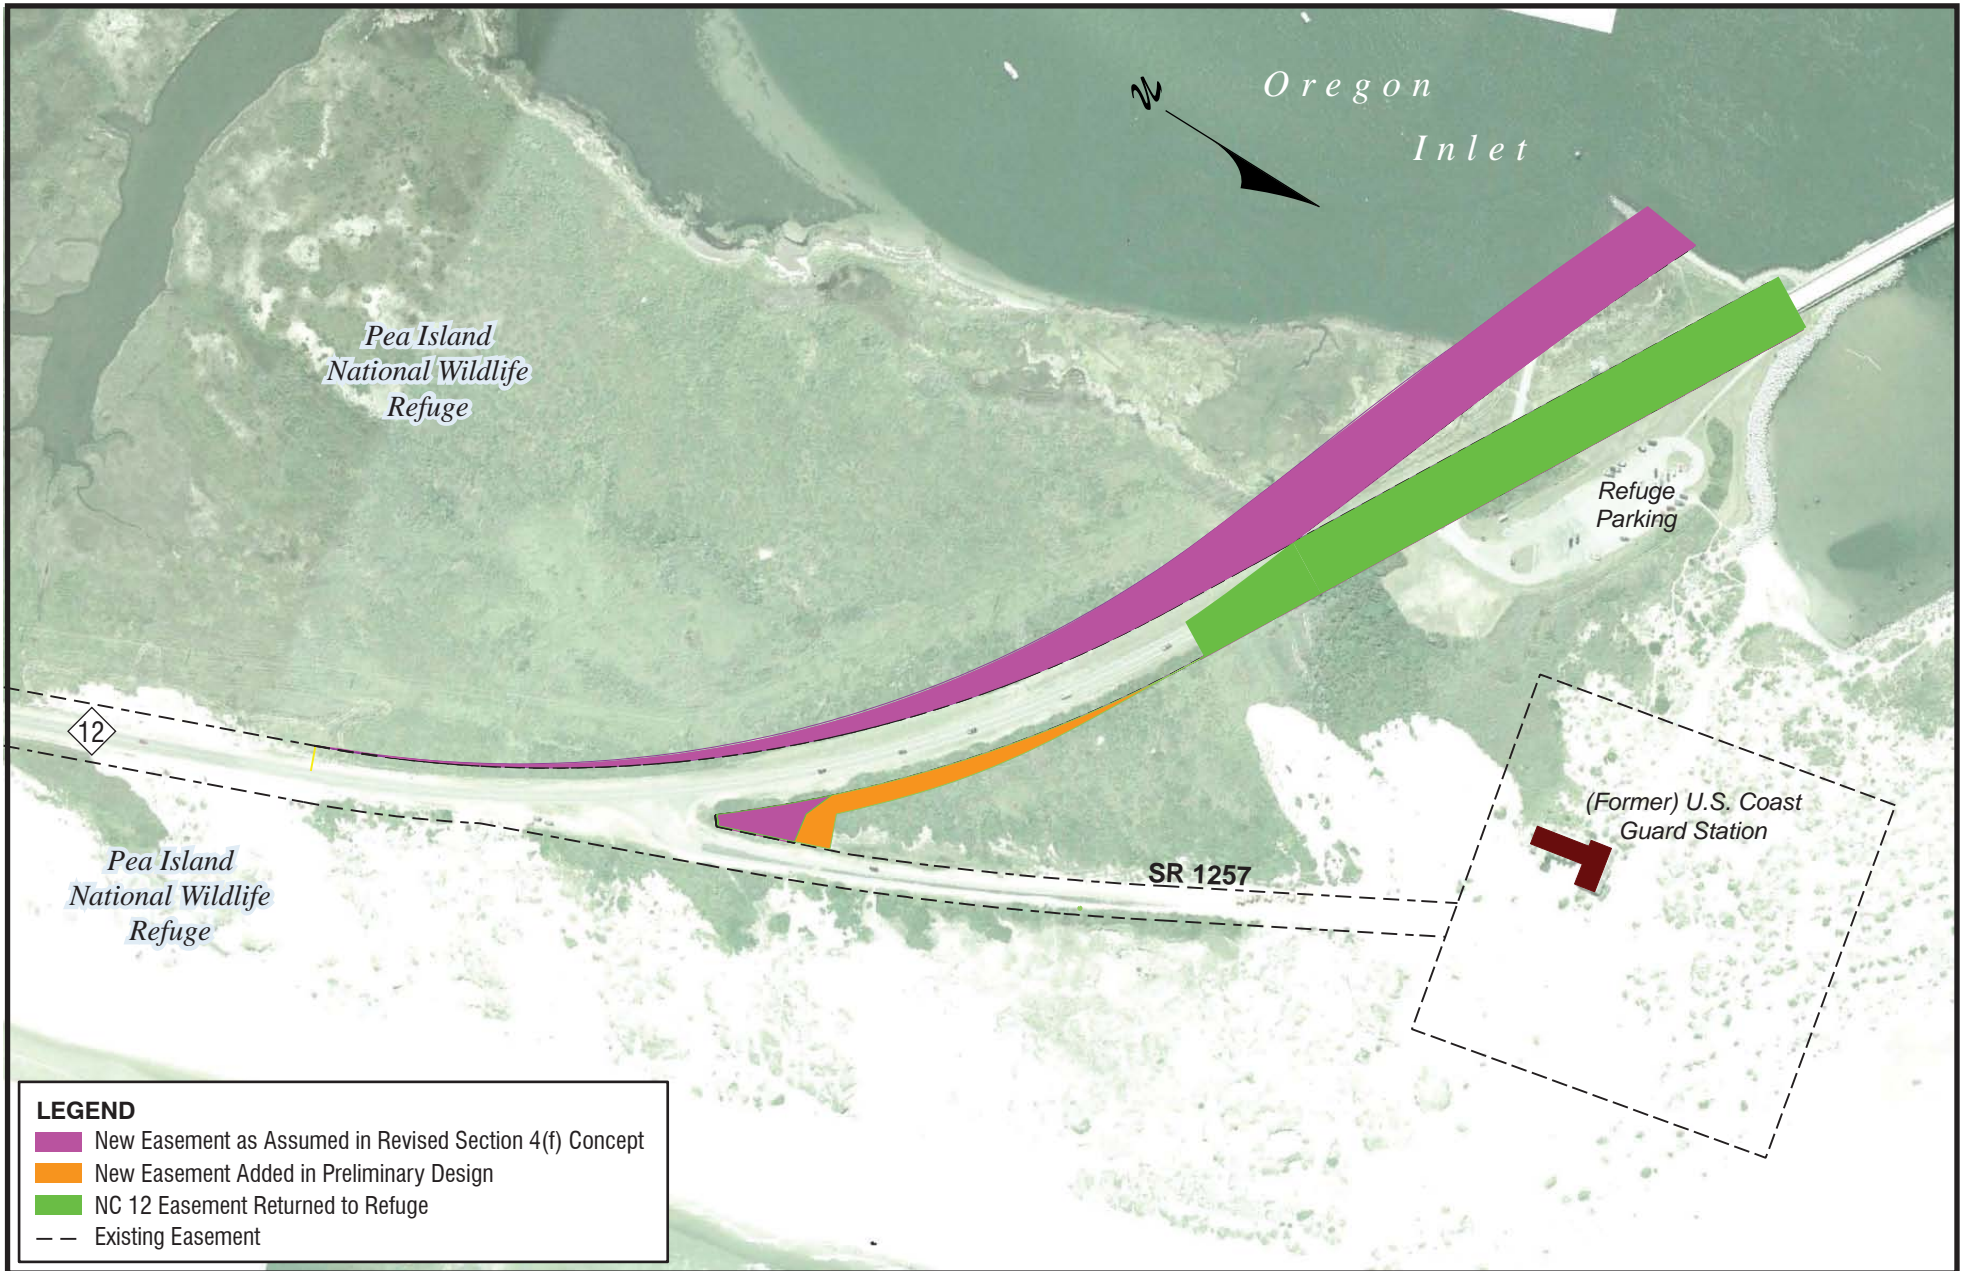 N
Oregon
Inlet
Pea Island
National Wildlife
Refuge
Refuge
Parking
12
(Former) U.S. Coast
Guard Station
Pea Island
National Wildlife
Refuge
SR 1257
LEGEND
New Easement as Assumed in Revised Section 4(f) Concept
New Easement Added in Preliminary Design
NC 12 Easement Returned to Refuge
Existing Easement